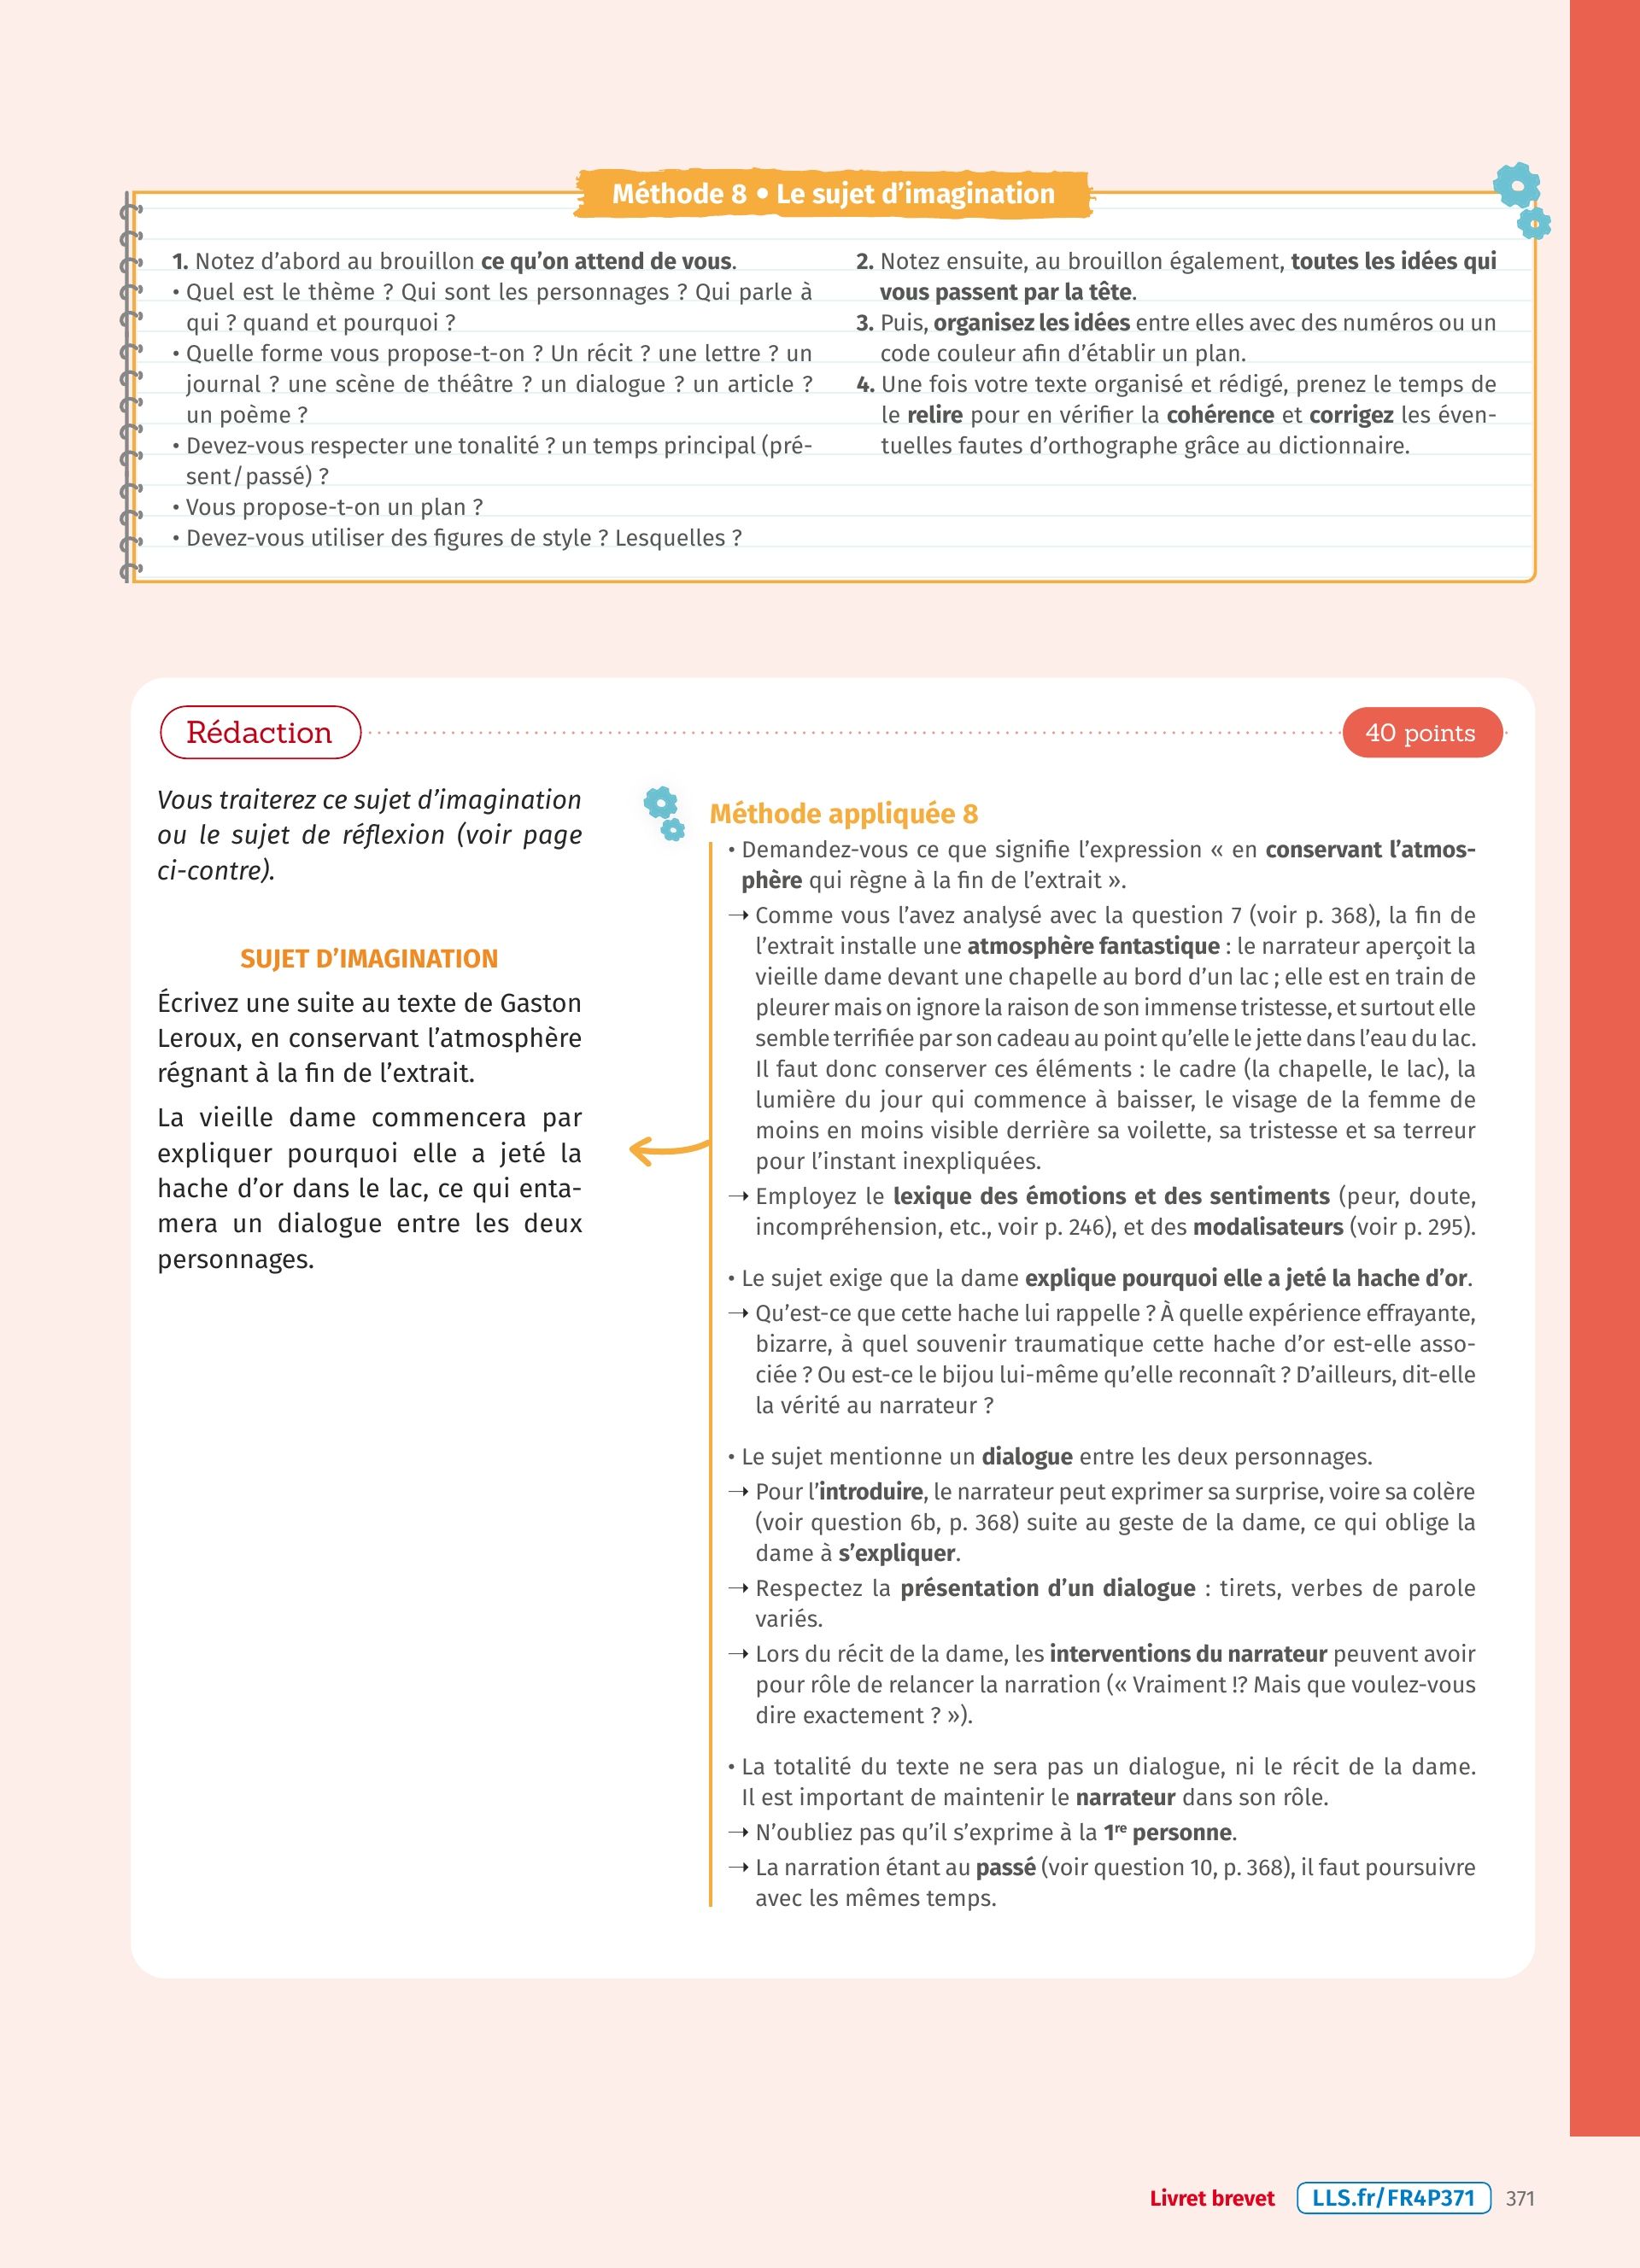 Méthode 8 • Le sujet d'imagination
1. Notez d'abord au brouillon ce qu'on attend de vous.
• Quel est le thème ? Qui sont les personnages ? Qui parle à
qui ? quand et pourquoi ?
• Quelle forme vous propose-t-on ? Un récit ? une lettre ? un
journal ? une scène de théâtre ? un dialogue ? un article ?
un poème ?
• Devez-vous respecter une tonalité ? un temps principal (pré-
sent/passé) ?
• Vous propose-t-on un plan ?
• Devez-vous utiliser des figures de style ? Lesquelles ?
2. Notez ensuite, au brouillon également, toutes les idées qui
vous passent par la tête.
3. Puis, organisez les idées entre elles avec des numéros ou un
code couleur afin d'établir un plan.
4. Une fois votre texte organisé et rédigé, prenez le temps de
le relire pour en vérifier la cohérence et corrigez les éven-
tuelles fautes d'orthographe grâce au dictionnaire.
Rédaction
40 points
Vous traiterez ce sujet d'imagination
ou le sujet de réflexion (voir page
ci-contre).
SUJET D'IMAGINATION
Écrivez une suite au texte de Gaston
Leroux, en conservant l'atmosphère
régnant à la fin de l'extrait.
La vieille dame commencera par
expliquer pourquoi elle a jeté la
hache d'or dans le lac, ce qui enta-
mera un dialogue entre les deux
personnages.
Méthode appliquée 8
• Demandez-vous ce que signifie l'expression « en conservant l'atmos-
phère qui règne à la fin de l'extrait ».
→ Comme vous l'avez analysé avec la question 7 (voir p. 368), la fin de
l'extrait installe une atmosphère fantastique : le narrateur aperçoit la
vieille dame devant une chapelle au bord d'un lac ; elle est en train de
pleurer mais on ignore la raison de son immense tristesse, et surtout elle
semble terrifiée par son cadeau au point qu'elle le jette dans l'eau du lac.
Il faut donc conserver ces éléments : le cadre (la chapelle, le lac), la
lumière du jour qui commence à baisser, le visage de la femme de
moins en moins visible derrière sa voilette, sa tristesse et sa terreur
pour l'instant inexpliquées.
→ Employez le lexique des émotions et des sentiments (peur, doute,
incompréhension, etc., voir p. 246), et des modalisateurs (voir p. 295).
• Le sujet exige que la dame explique pourquoi elle a jeté la hache d'or.
→ Qu'est-ce que cette hache lui rappelle ? À quelle expérience effrayante,
bizarre, à quel souvenir traumatique cette hache d'or est-elle asso-
ciée ? Ou est-ce le bijou lui-même qu'elle reconnaît ? D'ailleurs, dit-elle
la vérité au narrateur ?
• Le sujet mentionne un dialogue entre les deux personnages.
→ Pour l'introduire, le narrateur peut exprimer sa surprise, voire sa colère
(voir question 6b, p. 368) suite au geste de la dame, ce qui oblige la
dame à s'expliquer.
→ Respectez la présentation d'un dialogue : tirets, verbes de parole
variés.
→ Lors du récit de la dame, les interventions du narrateur peuvent avoir
pour rôle de relancer la narration (« Vraiment !? Mais que voulez-vous
dire exactement ? »).
• La totalité du texte ne sera pas un dialogue, ni le récit de la dame.
Il est important de maintenir le narrateur dans son rôle.
→ N'oubliez pas qu'il s'exprime à la 1re personne.
→ La narration étant au passé (voir question 10, p. 368), il faut poursuivre
avec les mêmes temps.
Livret brevet LLS.fr/FR4P371 371